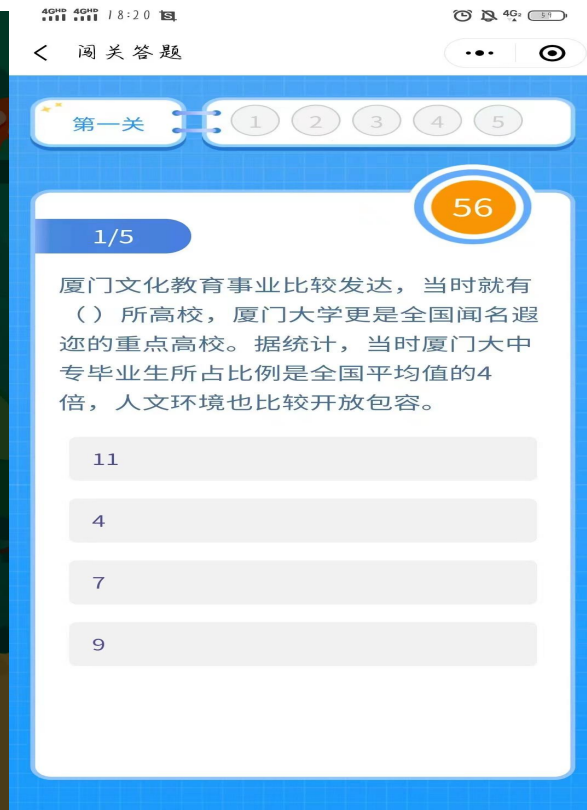 4GHD 4GHD 18:20
4G 59
闯关答题
第一关 1 2 3 4 5
56
1/5
厦门文化教育事业比较发达，当时就有
（）所高校，厦门大学更是全国闻名遐
迩的重点高校。据统计，当时厦门大中
专毕业生所占比例是全国平均值的4
倍，人文环境也比较开放包容。
11
4
7
9